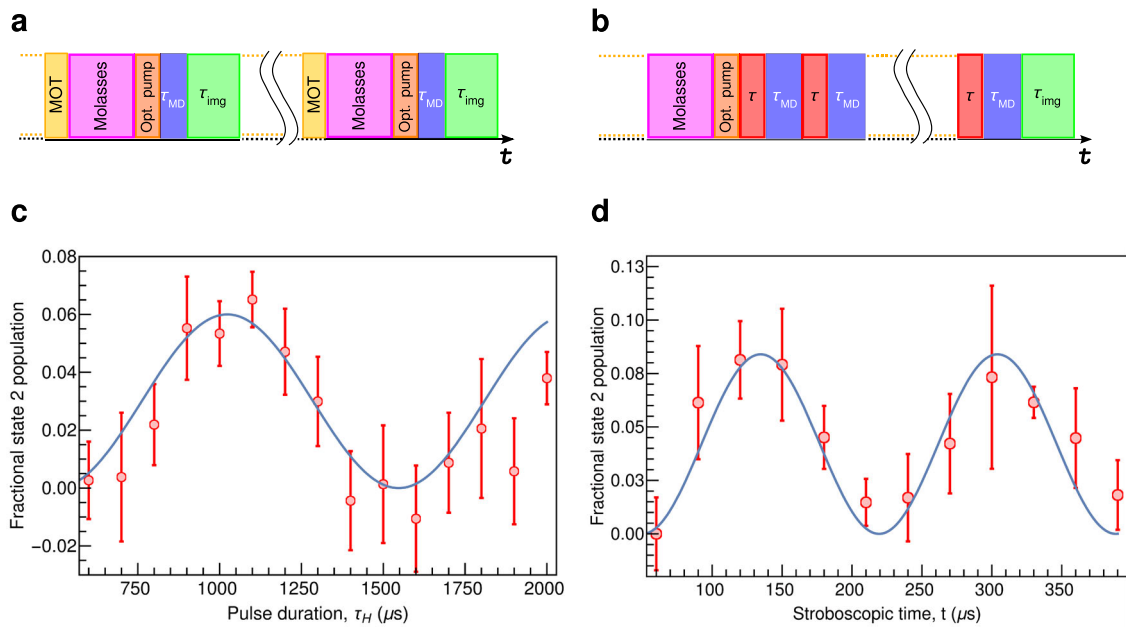 a
MOT
Molasses
Opt. pump
τMD
τimg
MOT
Molasses
Opt. pump
τMD
τimg
t
b
Molasses
Opt. pump
τ
τMD
τ
τMD
τ
τMD
τimg
t
c
Fractional state 2 population
0.08
0.06
0.04
0.02
0.00
−0.02
750 1000 1250 1500 1750 2000
Pulse duration, τH (μs)
d
Fractional state 2 population
0.13
0.10
0.08
0.05
0.03
0.00
100 150 200 250 300 350
Stroboscopic time, t (μs)